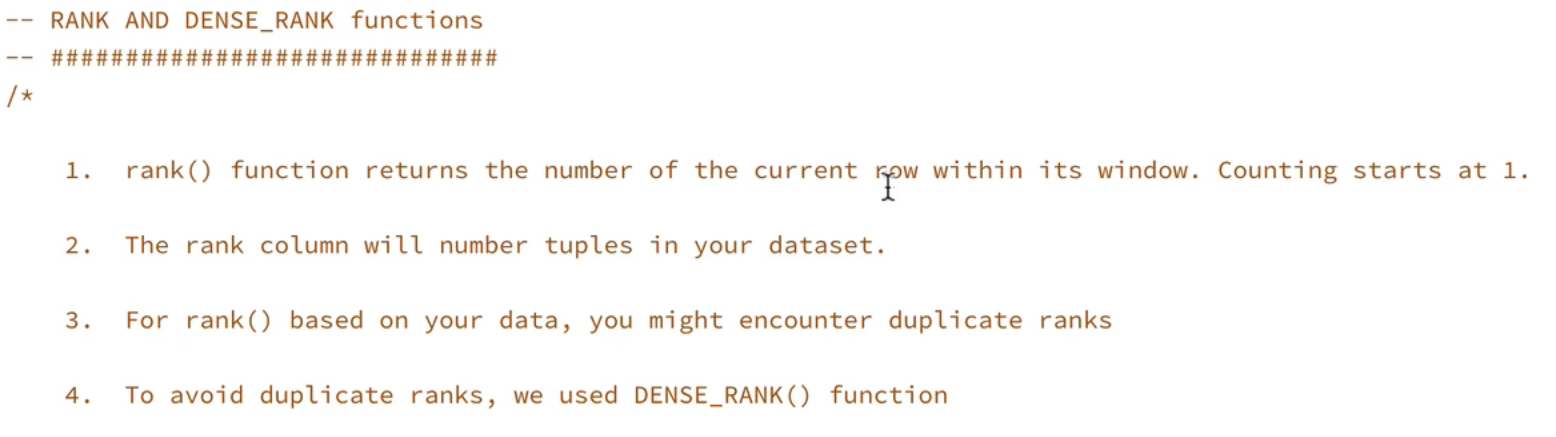 -- RANK AND DENSE_RANK functions
-- ##############################
/*
1. rank() function returns the number of the current row within its window. Counting starts at 1.
2. The rank column will number tuples in your dataset.
3. For rank() based on your data, you might encounter duplicate ranks
4. To avoid duplicate ranks, we used DENSE_RANK() function